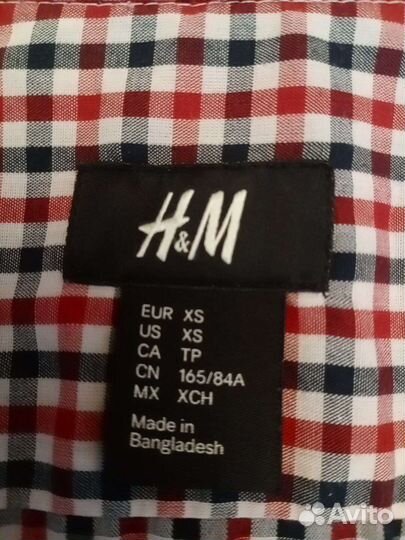 H&M
EUR XS
US XS
CA TP
CN 165/84A
MX XCH
Made in
Bangladesh
Avito